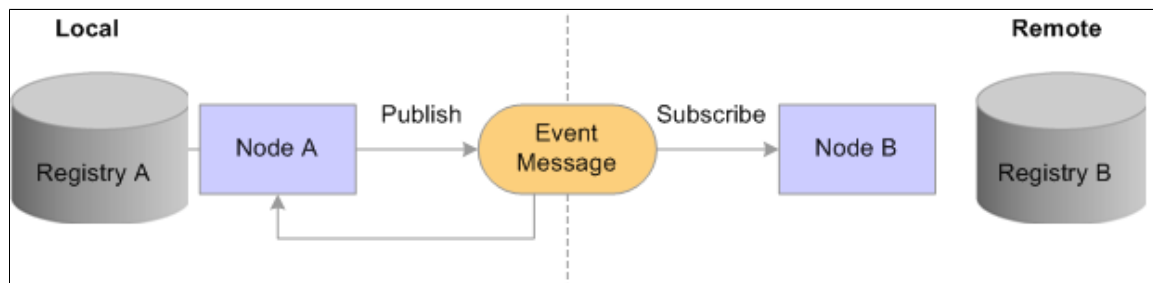 Local
Remote
Publish
Subscribe
Event
Message
Node A
Node B
Registry A
Registry B